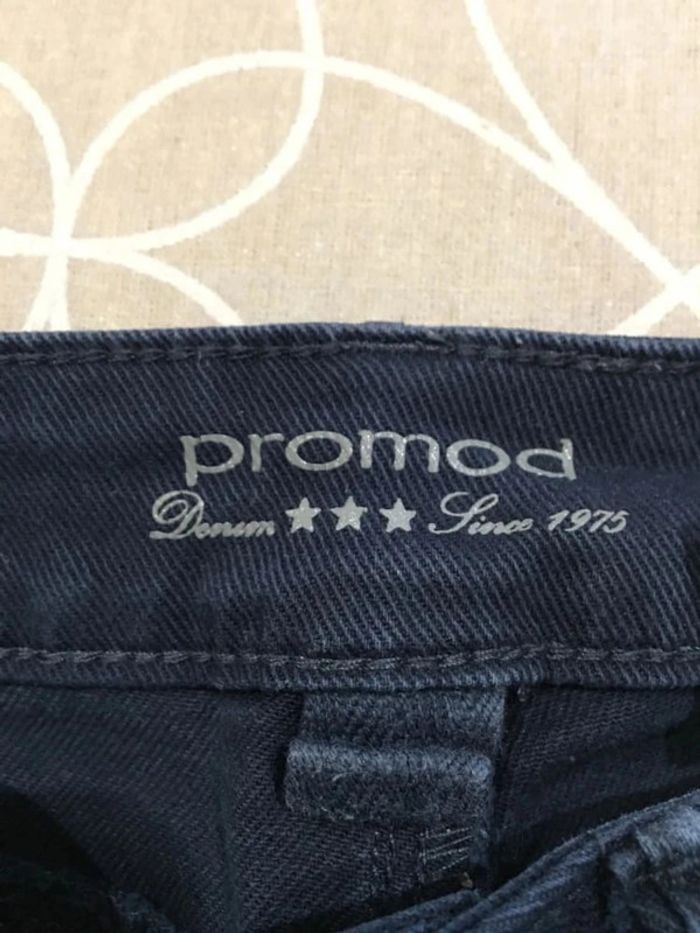 promod
Denim ★★★ Since 1975